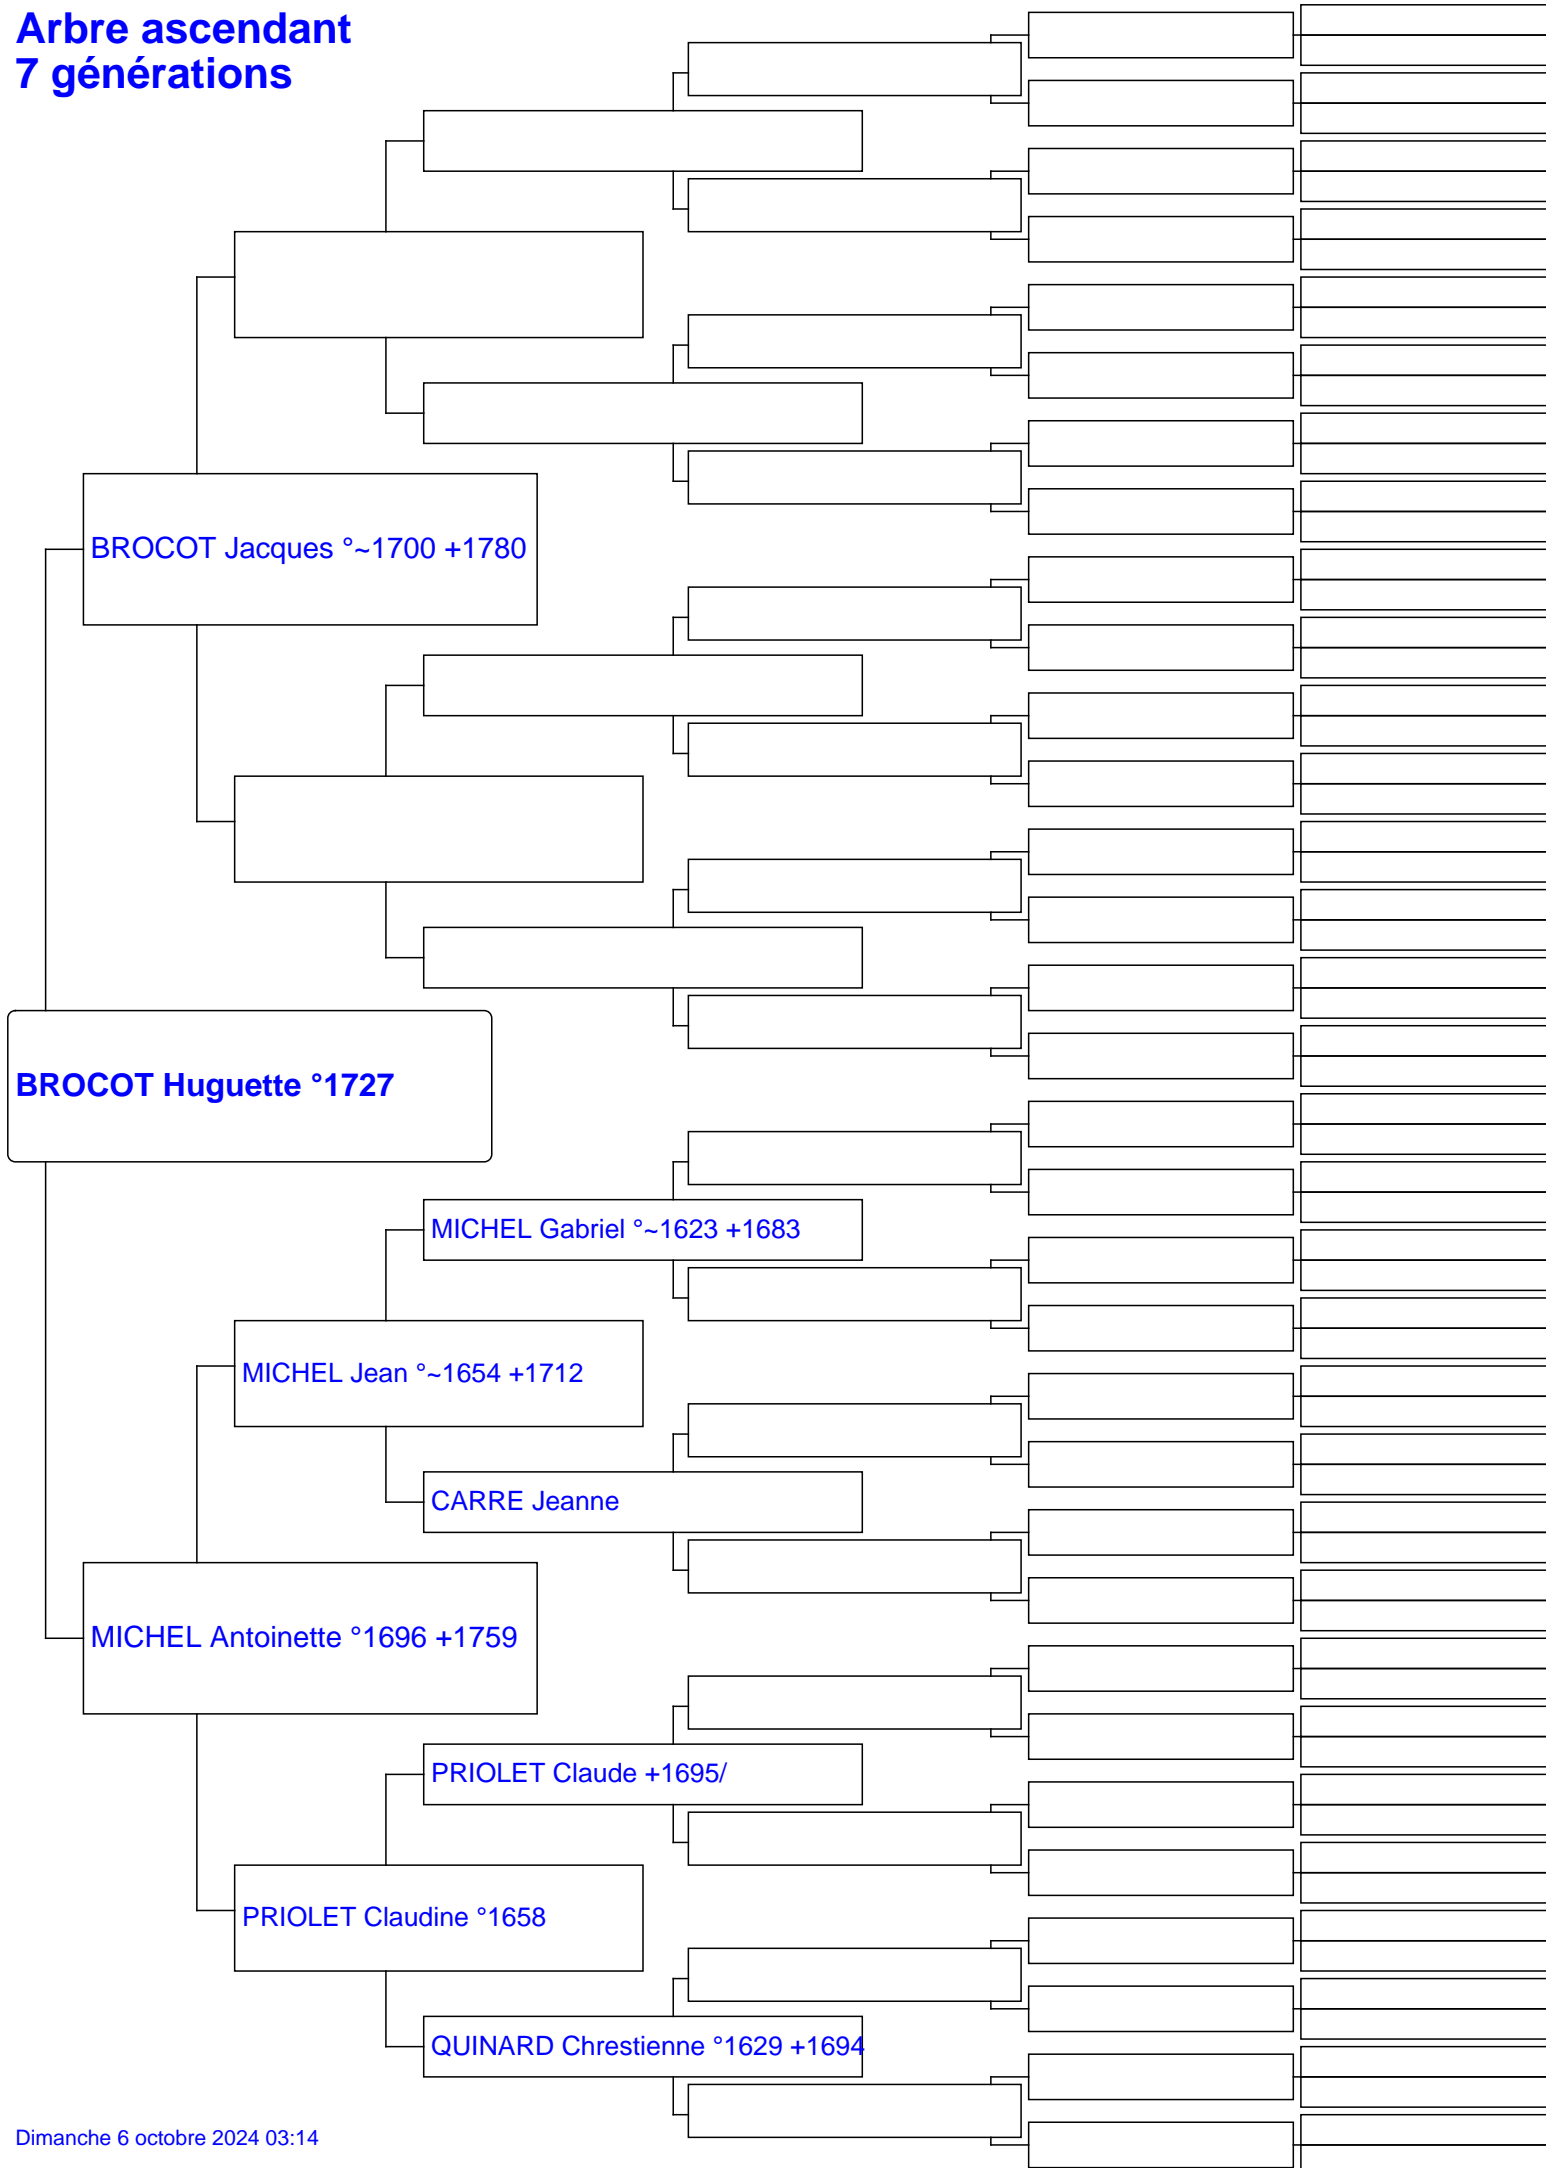 Arbre ascendant
7 générations
BROCOT Jacques °~1700 +1780
BROCOT Huguette °1727
MICHEL Gabriel °~1623 +1683
MICHEL Jean °~1654 +1712
CARRE Jeanne
MICHEL Antoinette °1696 +1759
PRIOLET Claude +1695/
PRIOLET Claudine °1658
QUINARD Chrestienne °1629 +1694
Dimanche 6 octobre 2024 03:14